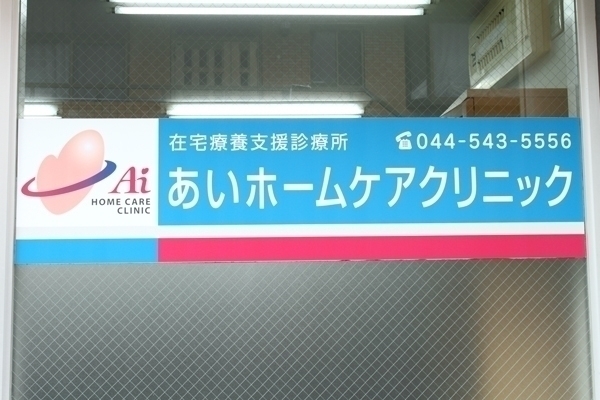 Ai
HOME CARE
CLINIC
在宅療養支援診療所 ☎044-543-5556
あいホームケアクリニック